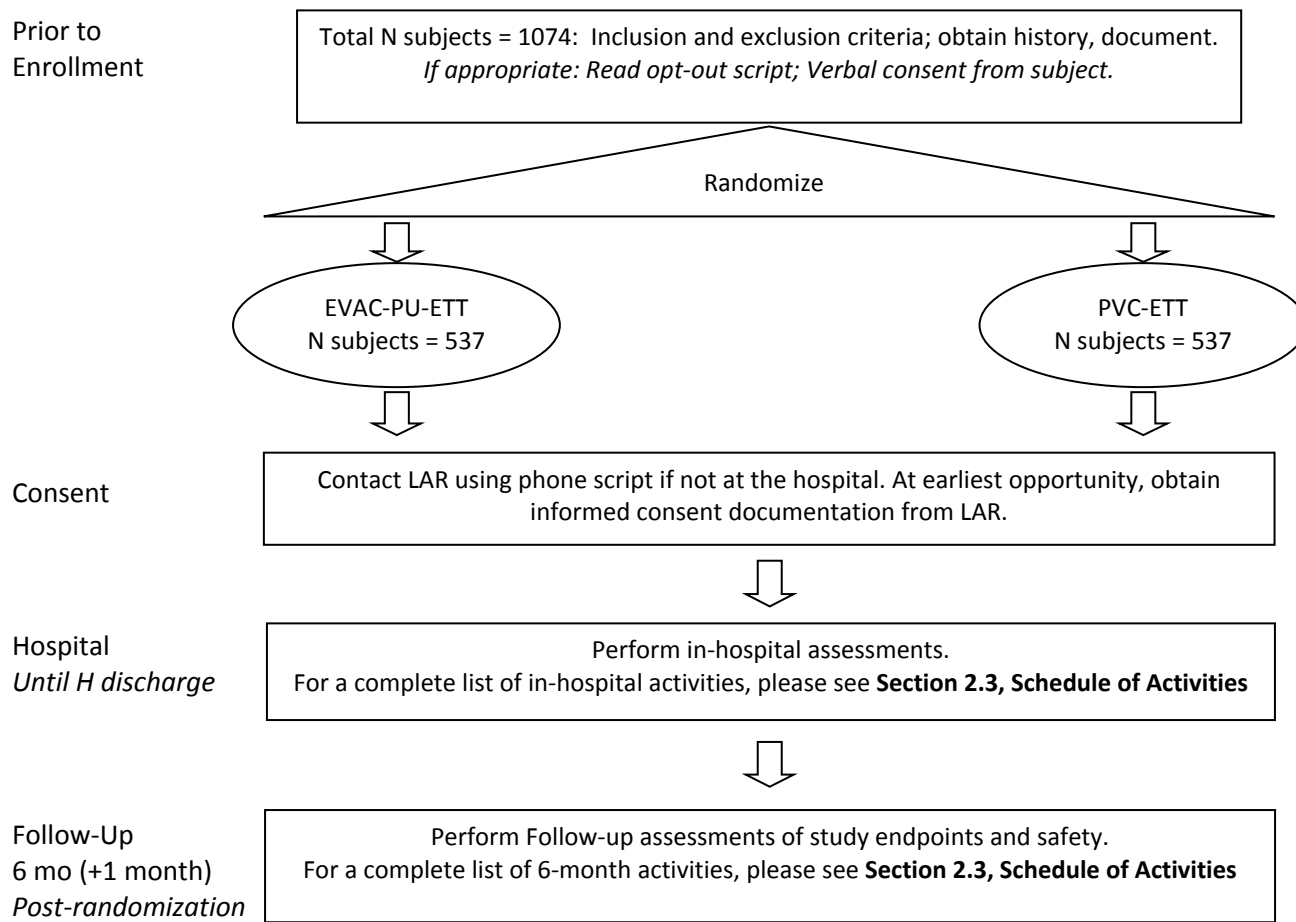 Prior to
Enrollment
Total N subjects = 1074: Inclusion and exclusion criteria; obtain history, document.
If appropriate: Read opt-out script; Verbal consent from subject.
Randomize
EVAC-PU-ETT
N subjects = 537
PVC-ETT
N subjects = 537
Consent
Contact LAR using phone script if not at the hospital. At earliest opportunity, obtain
informed consent documentation from LAR.
Hospital
Until H discharge
Perform in-hospital assessments.
For a complete list of in-hospital activities, please see Section 2.3, Schedule of Activities
Follow-Up
6 mo (+1 month)
Post-randomization
Perform Follow-up assessments of study endpoints and safety.
For a complete list of 6-month activities, please see Section 2.3, Schedule of Activities